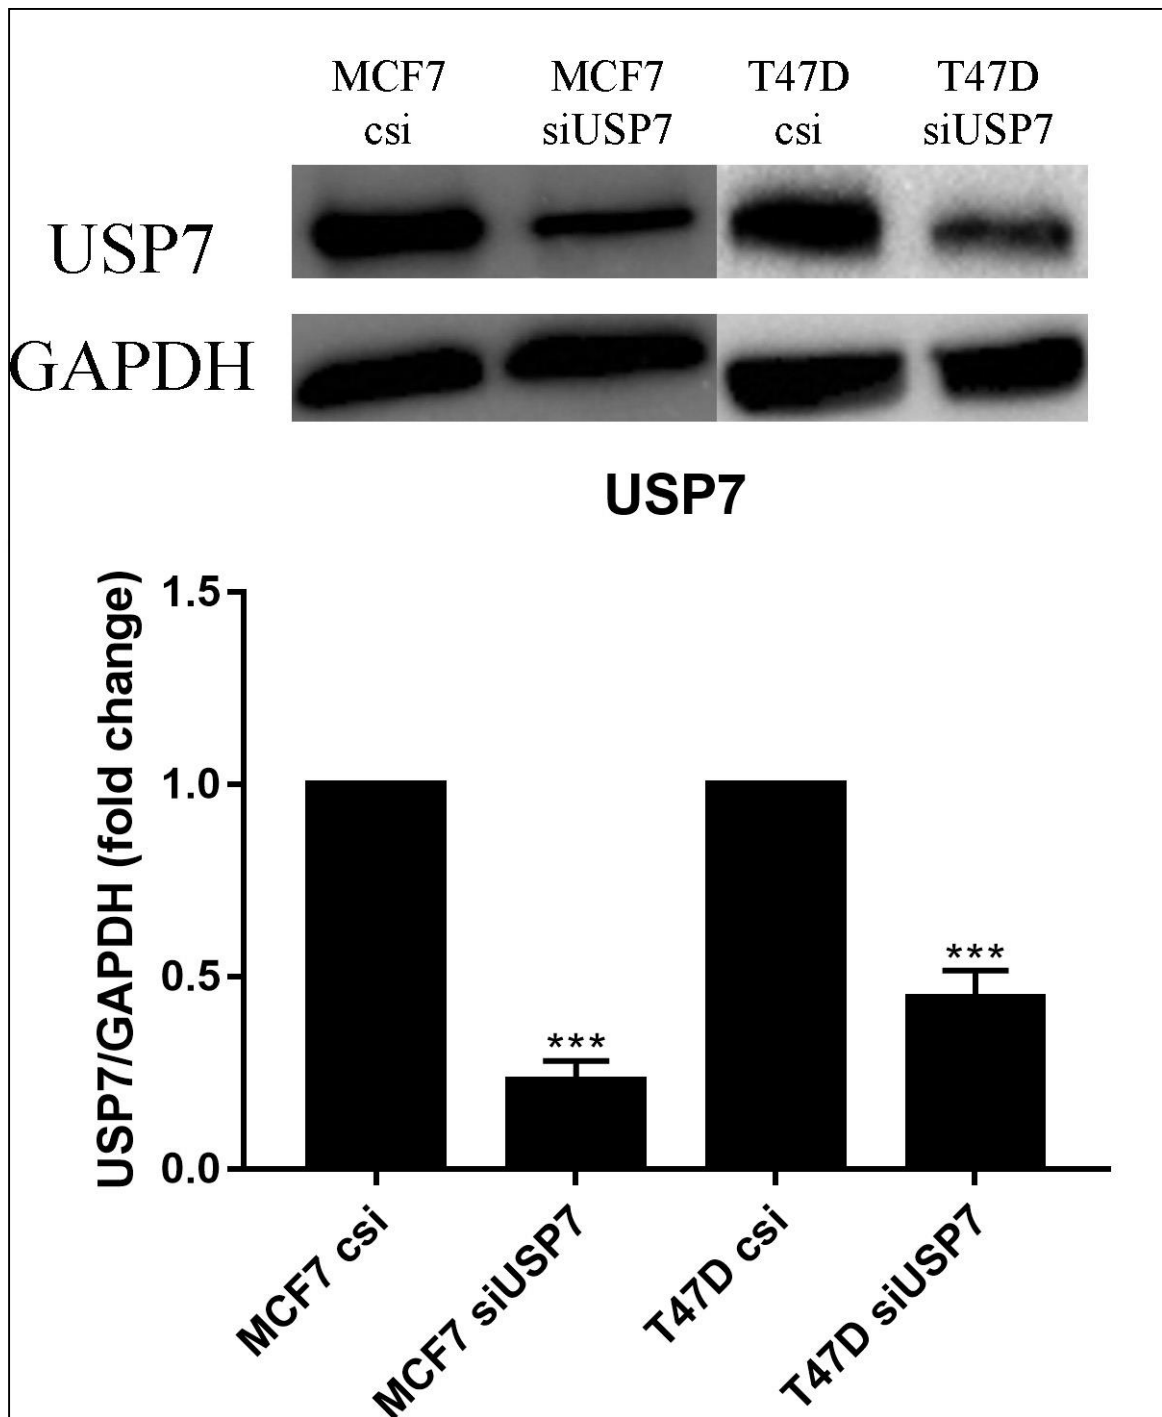 MCF7 MCF7 T47D T47D
csi siUSP7 csi siUSP7
USP7
GAPDH
USP7
USP7/GAPDH (fold change)
1.5
1.0
0.5
0.0
***
***
MCF7 csi
MCF7 siUSP7
T47D csi
T47D siUSP7